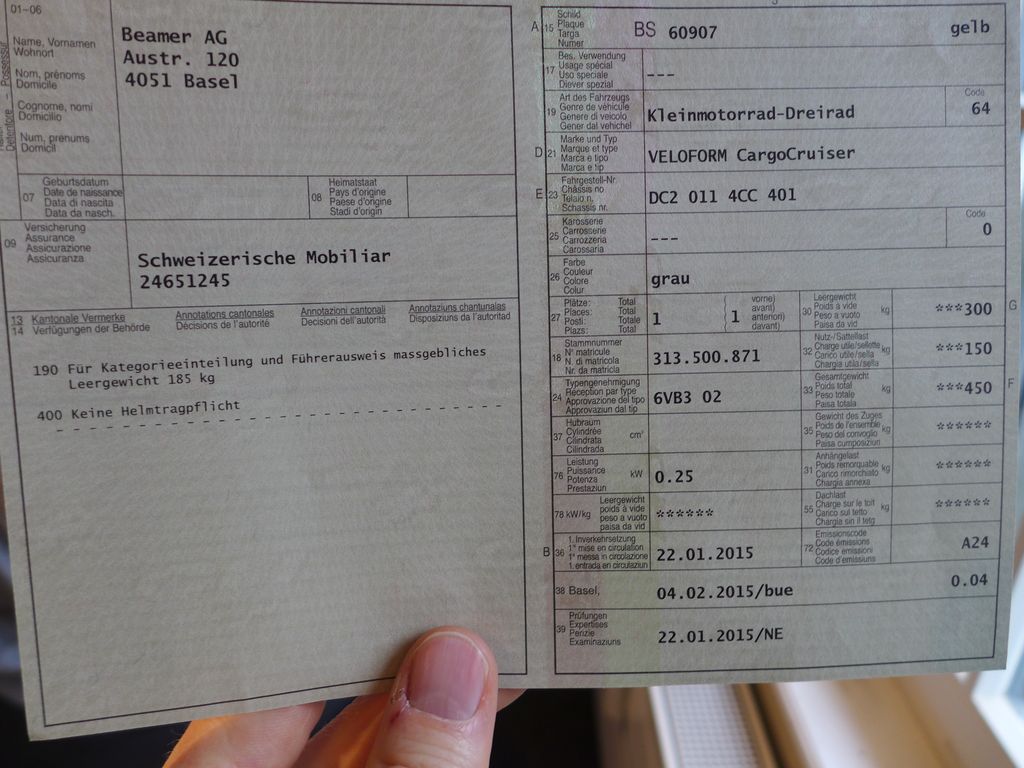 01-06
Name, Vornamen
Wohnort
Nom, prénoms
Domicile
Cognome, nomi
Domicilio
Num, prenums
Domicil
Beamer AG
Austr. 120
4051 Basel
07
Geburtsdatum
Date de naissance
Data di nascita
Data da nasch.
08
Heimatstaat
Pays d'origine
Paese d'origine
Stadi d'origin
09
Versicherung
Assurance
Assicurazione
Assicuranza
Schweizerische Mobiliar
24651245
13 Kantonale Vermerke Annotations cantonales Annotazioni cantonali Annotaziuns chantunalas
14 Verfügungen der Behörde Décisions de l'autorité Decisioni dell'autorità Disposiziuns da l'autoritad
190 Für Kategorieeinteilung und Führerausweis massgebliches
Leergewicht 185 kg
400 Keine Helmtragpflicht
A 15
Schild
Plaque
Targa
Numer
BS 60907 gelb
17
Bes. Verwendung
Usage spécial
Uso speciale
Diever spezial
---
19
Art des Fahrzeugs
Genre de véhicule
Genere di veicolo
Gener dal vehichel
Kleinmotorrad-Dreirad
Code
64
D 21
Marke und Typ
Marque et type
Marca e tipo
Marca e tip
VELOFORM CargoCruiser
E 23
Fahrgestell-Nr.
Châssis no
Telaio n.
Schassis nr.
DC2 011 4CC 401
25
Karosserie
Carrosserie
Carrozzeria
Carossaria
---
Code
0
26
Farbe
Couleur
Colore
Colur
grau
27
Plätze: Total
Places: Total
Posti: Totale
Plazs: Total
1
1
vorne)
avant)
anteriori)
davant)
30
Leergewicht
Poids à vide
Peso a vuoto
Paisa da vid
kg
***300
G
18
Stammnummer
N° matricule
N. di matricola
Nr. da matricla
313.500.871
32
Nutz-/Sattellast
Charge utile/sellette
Carico utile/sella
Chargia utila/sella
kg
***150
24
Typengenehmigung
Réception par type
Approvazione del tipo
Approvaziun dal tip
6VB3 02
33
Gesamtgewicht
Poids total
Peso totale
Paisa totala
kg
***450
F
37
Hubraum
Cylindrée
Cilindrata
Cilindrada
cm³
35
Gewicht des Zuges
Poids de l'ensemble
Peso del convoglio
Paisa cumposiziun
kg
******
76
Leistung
Puissance
Potenza
Prestaziun
kW
0.25
31
Anhängelast
Poids remorquable
Carico rimorchiato
Chargia annexa
kg
******
78 kW/kg
Leergewicht
poids à vide
peso a vuoto
paisa da vid
******
55
Dachlast
Charge sur le toit
Carico sul tetto
Chargia sin il tetg
kg
******
B 36
1. Inverkehrsetzung
1re mise en circulation
1a messa in circolazione
1. entrada en circulaziun
22.01.2015
72
Emissionscode
Code émissions
Codice emissioni
Code d'emissiuns
A24
38 Basel,
04.02.2015/bue
0.04
39
Prüfungen
Expertises
Perizie
Examinaziuns
22.01.2015/NE